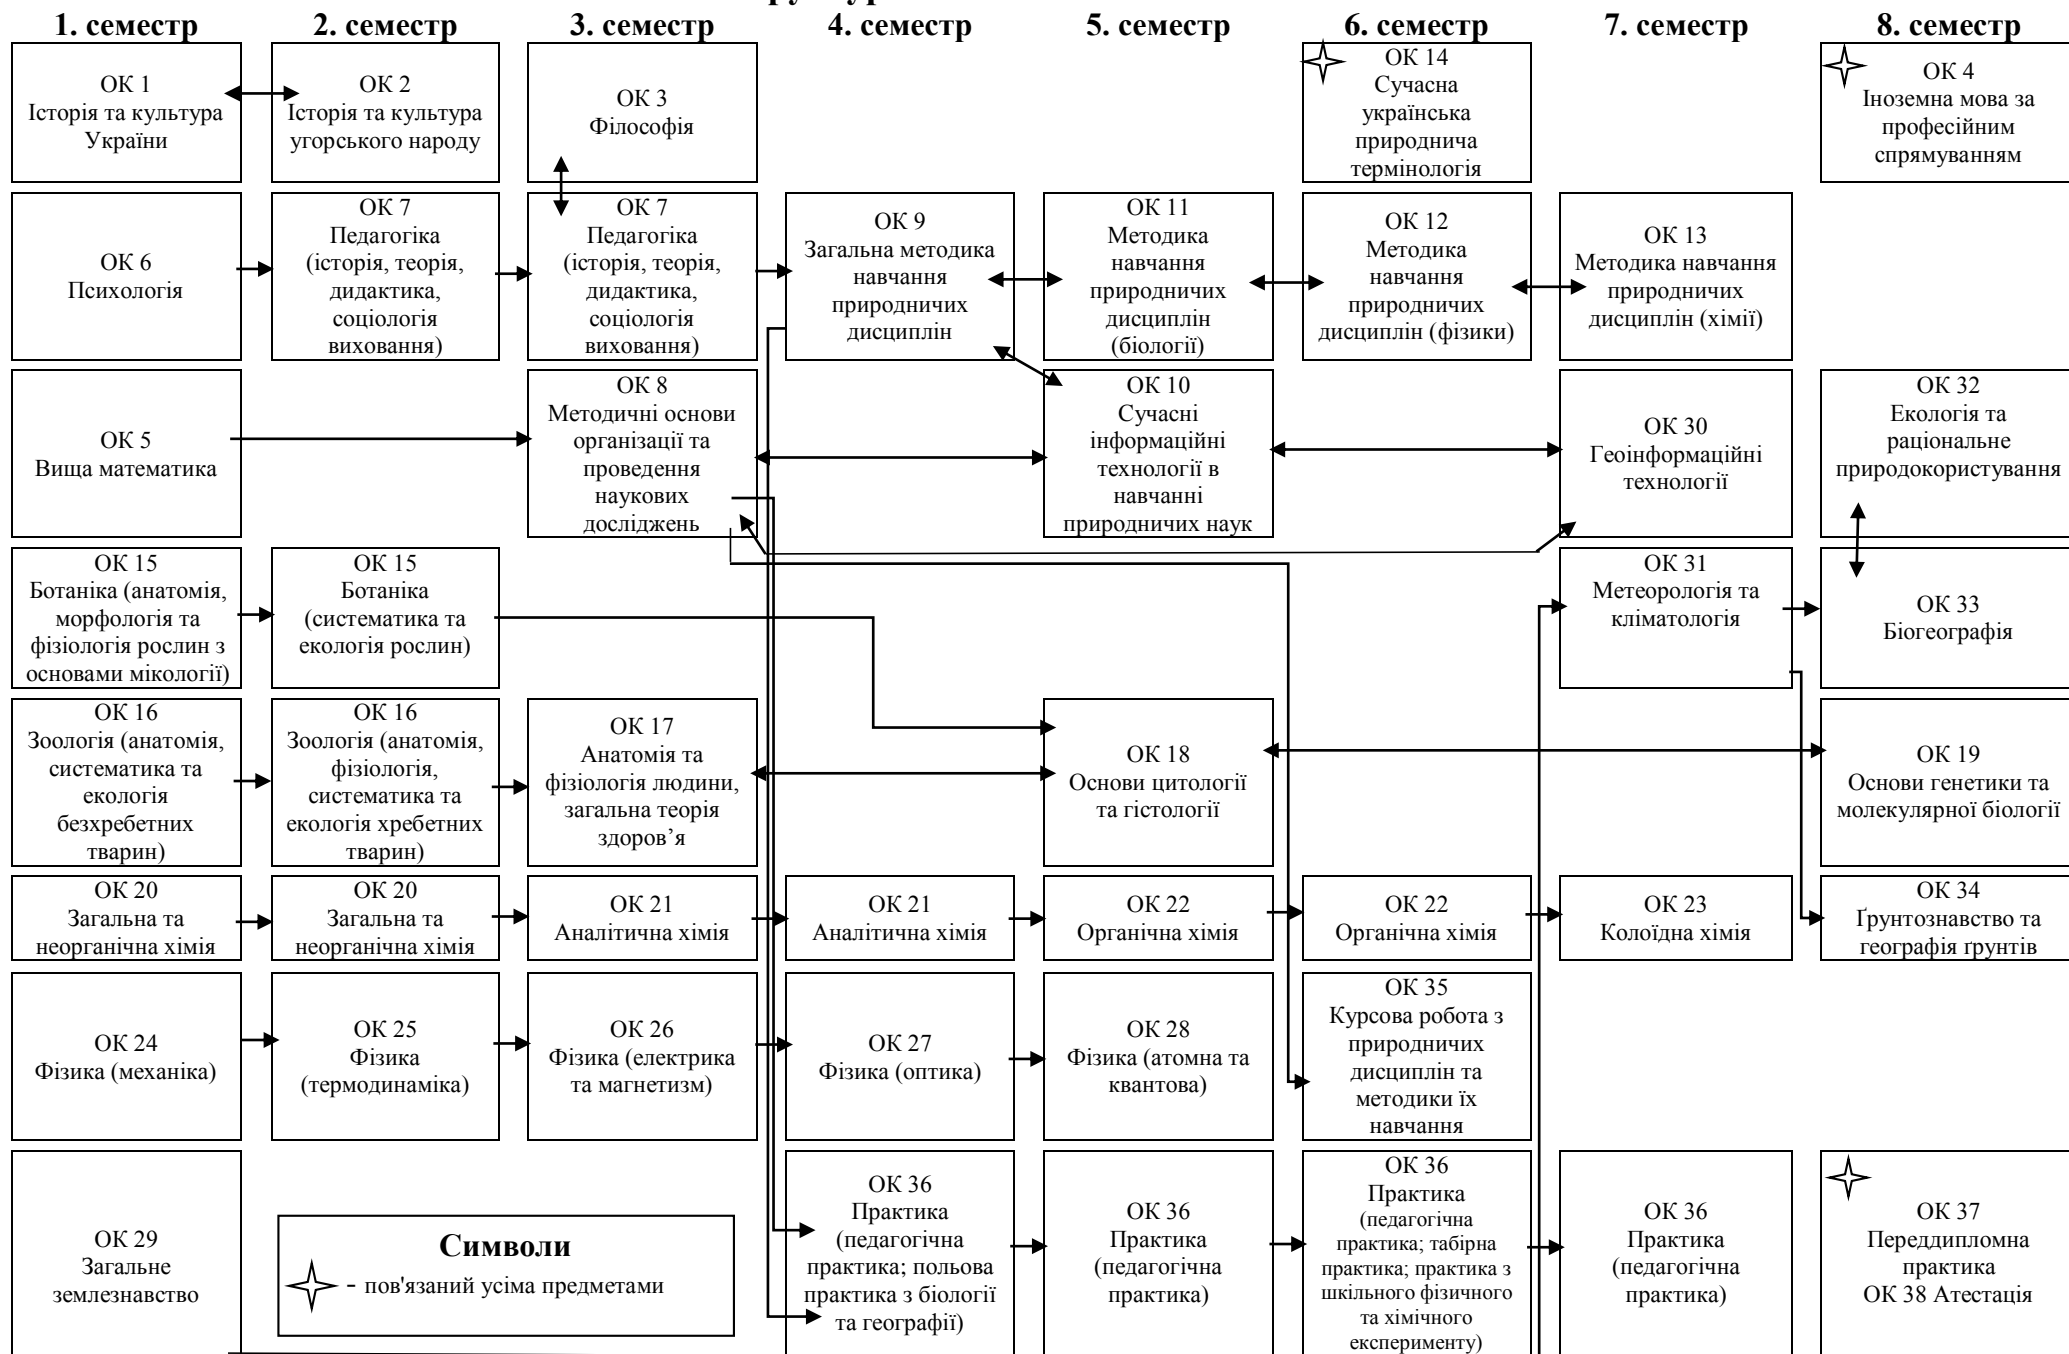 1. семестр
2. семестр
3. семестр
4. семестр
5. семестр
6. семестр
7. семестр
8. семестр
ОК 1
Історія та культура
України
ОК 2
Історія та культура
угорського народу
ОК 3
Філософія
ОК 14
Сучасна
українська
природнича
термінологія
ОК 4
Іноземна мова за
професійним
спрямуванням
ОК 6
Психологія
ОК 7
Педагогіка
(історія, теорія,
дидактика,
соціологія
виховання)
ОК 7
Педагогіка
(історія, теорія,
дидактика,
соціологія
виховання)
ОК 9
Загальна методика
навчання
природничих
дисциплін
ОК 11
Методика
навчання
природничих
дисциплін
(біології)
ОК 12
Методика
навчання
природничих
дисциплін (фізики)
ОК 13
Методика навчання
природничих
дисциплін (хімії)
ОК 5
Вища математика
ОК 8
Методичні основи
організації та
проведення
наукових
досліджень
ОК 10
Сучасні
інформаційні
технології в
навчанні
природничих наук
ОК 30
Геоінформаційні
технології
ОК 32
Екологія та
раціональне
природокористування
ОК 15
Ботаніка (анатомія,
морфологія та
фізіологія рослин з
основами мікології)
ОК 15
Ботаніка
(систематика та
екологія рослин)
ОК 31
Метеорологія та
кліматологія
ОК 33
Біогеографія
ОК 16
Зоологія (анатомія,
систематика та
екологія
безхребетних
тварин)
ОК 16
Зоологія (анатомія,
фізіологія,
систематика та
екологія хребетних
тварин)
ОК 17
Анатомія та
фізіологія людини,
загальна теорія
здоров’я
ОК 18
Основи цитології
та гістології
ОК 19
Основи генетики та
молекулярної біології
ОК 20
Загальна та
неорганічна хімія
ОК 20
Загальна та
неорганічна хімія
ОК 21
Аналітична хімія
ОК 21
Аналітична хімія
ОК 22
Органічна хімія
ОК 22
Органічна хімія
ОК 23
Колоїдна хімія
ОК 34
Ґрунтознавство та
географія ґрунтів
ОК 24
Фізика (механіка)
ОК 25
Фізика
(термодинаміка)
ОК 26
Фізика (електрика
та магнетизм)
ОК 27
Фізика (оптика)
ОК 28
Фізика (атомна та
квантова)
ОК 35
Курсова робота з
природничих
дисциплін та
методики їх
навчання
ОК 29
Загальне
землезнавство
Символи
- пов'язаний усіма предметами
ОК 36
Практика
(педагогічна
практика; польова
практика з біології
та географії)
ОК 36
Практика
(педагогічна
практика)
ОК 36
Практика
(педагогічна
практика; табірна
практика; практика з
шкільного фізичного
та хімічного
експерименту)
ОК 36
Практика
(педагогічна
практика)
ОК 37
Переддипломна
практика
ОК 38 Атестація